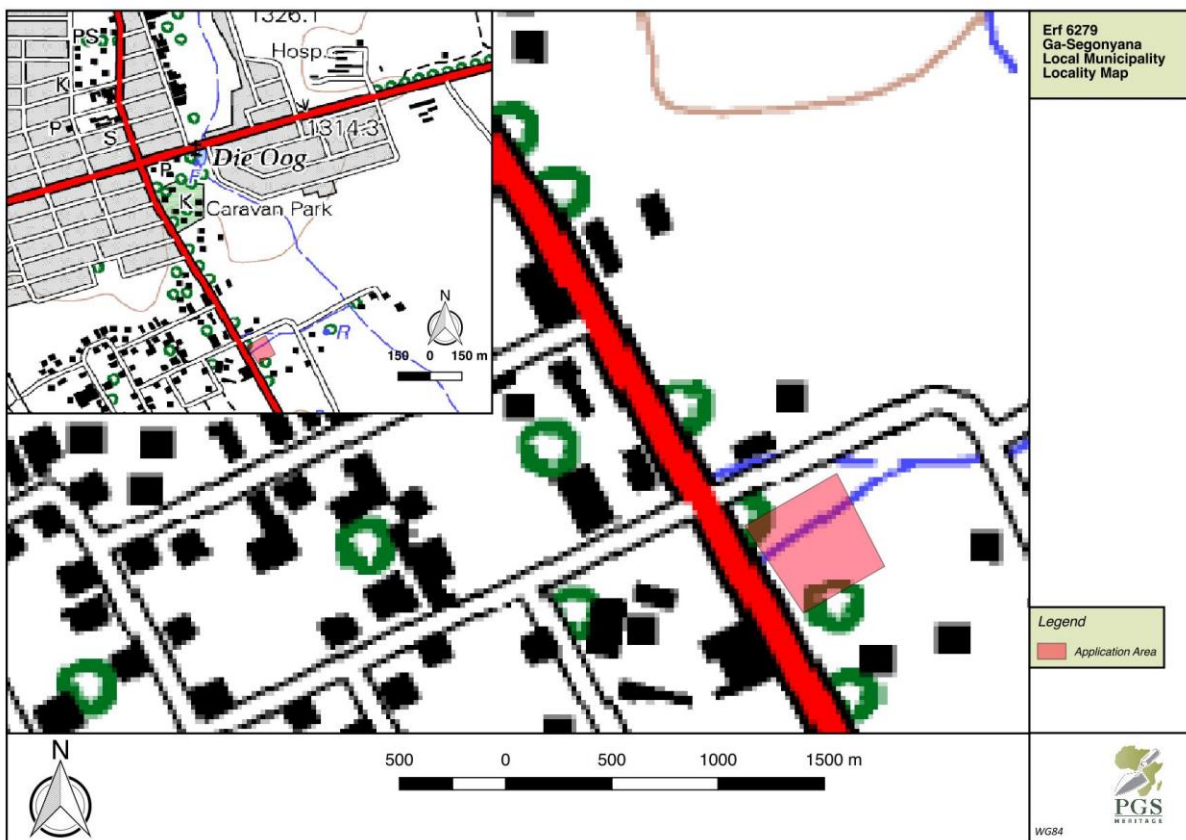 1326.1
PS
Hosp.
K
P
S
1314.3
Die Oog
P
F
K
Caravan Park
R
N
150 0 150 m
Erf 6279
Ga-Segonyana
Local Municipality
Locality Map
Legend
Application Area
N
500 0 500 1000 1500 m
PGS
HERITAGE
WG84